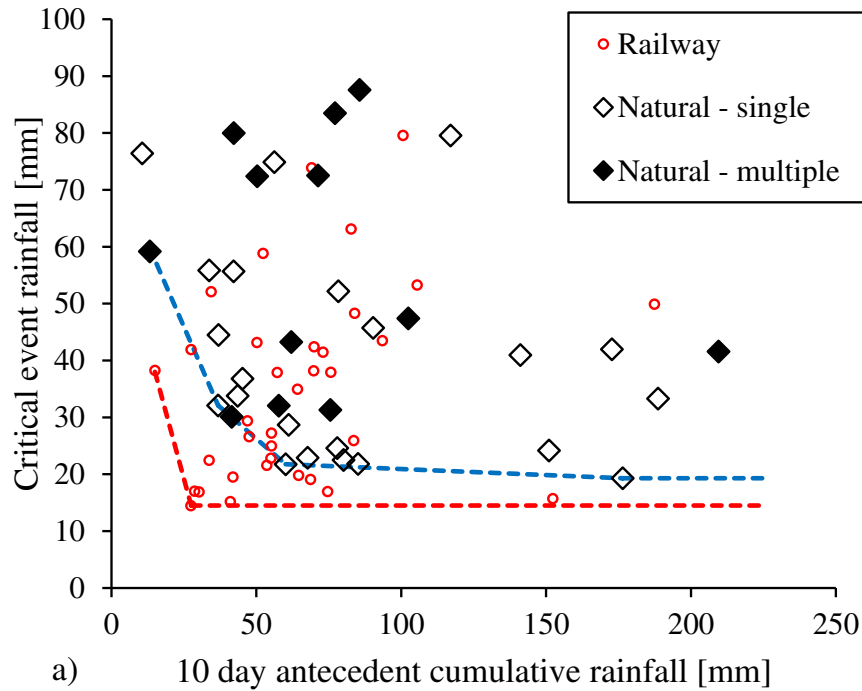 100
90
80
70
60
50
40
30
20
10
0
Critical event rainfall [mm]
Railway
Natural - single
Natural - multiple
0 50 100 150 200 250
a) 10 day antecedent cumulative rainfall [mm]